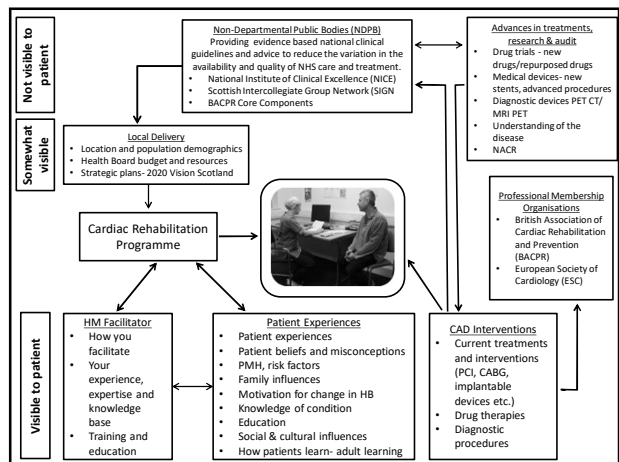 Not visible to
patient
Non-Departmental Public Bodies (NDPB)
Providing evidence based national clinical
guidelines and advice to reduce the variation in the
availability and quality of NHS care and treatment.
• National Institute of Clinical Excellence (NICE)
• Scottish Intercollegiate Group Network (SIGN
• BACPR Core Components
Advances in treatments,
research & audit
• Drug trials - new
drugs/repurposed drugs
• Medical devices- new
stents, advanced procedures
• Diagnostic devices PET CT/
MRI PET
• Understanding of the
disease
• NACR
Somewhat
visible
Local Delivery
• Location and population demographics
• Health Board budget and resources
• Strategic plans- 2020 Vision Scotland
Professional Membership
Organisations
• British Association of
Cardiac Rehabilitation
and Prevention
(BACPR)
• European Society of
Cardiology (ESC)
Cardiac Rehabilitation
Programme
Visible to patient
HM Facilitator
• How you
facilitate
• Your
experience,
expertise and
knowledge
base
• Training and
education
Patient Experiences
• Patient experiences
• Patient beliefs and misconceptions
• PMH, risk factors
• Family influences
• Motivation for change in HB
• Knowledge of condition
• Education
• Social & cultural influences
• How patients learn- adult learning
CAD Interventions
• Current treatments
and interventions
(PCI, CABG,
implantable
devices etc.)
• Drug therapies
• Diagnostic
procedures